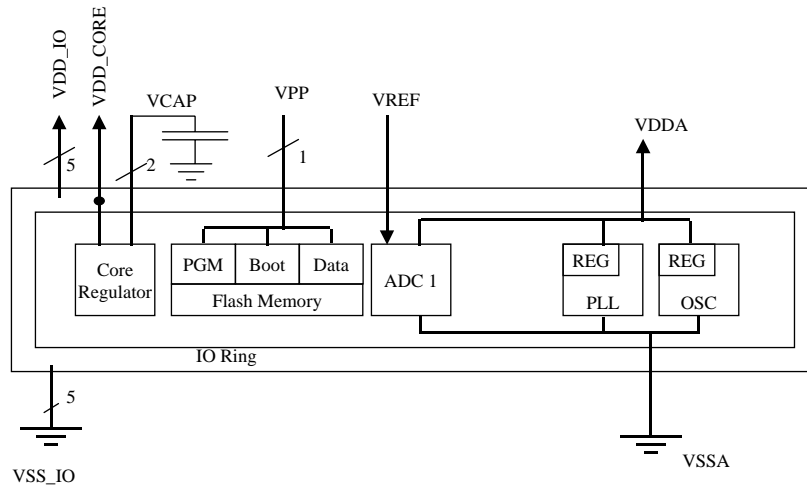 VDD_IO
VDD_CORE
VCAP
VPP
VREF
VDDA
5
2
1
Core
Regulator
PGM
Boot
Data
Flash Memory
ADC 1
REG
PLL
REG
OSC
IO Ring
5
VSS_IO
VSSA